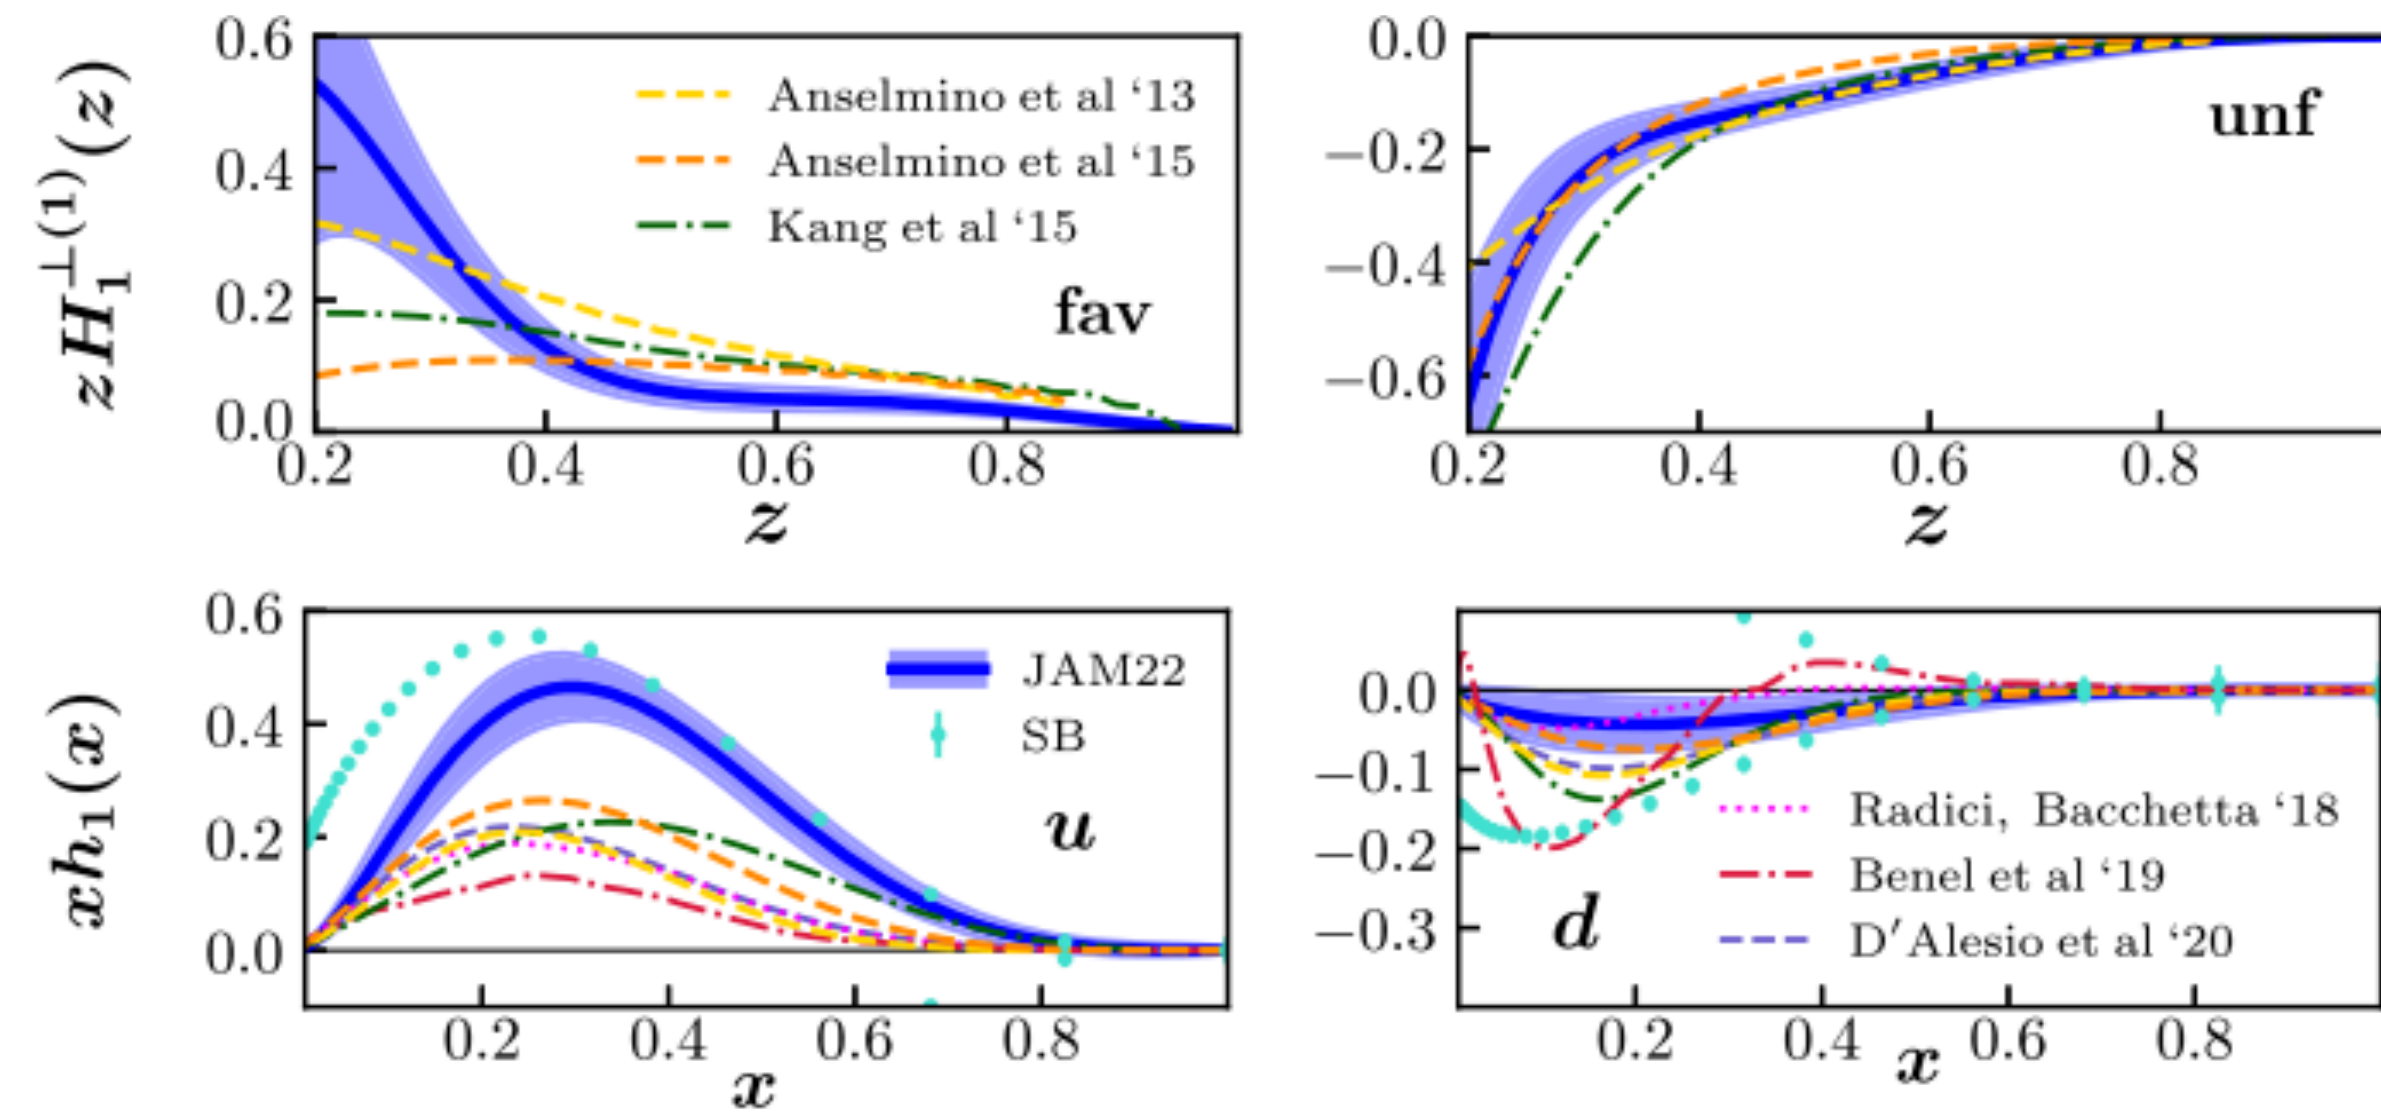 zH₁^⊥(1)(z)
0.6
0.4
0.2
0.0
Anselmino et al ‘13
Anselmino et al ‘15
Kang et al ‘15
fav
0.2 0.4 0.6 0.8
z
0.0
−0.2
−0.4
−0.6
unf
0.2 0.4 0.6 0.8
z
xh₁(x)
0.6
0.4
0.2
0.0
JAM22
SB
u
0.2 0.4 0.6 0.8
x
0.0
−0.1
−0.2
−0.3
Radici, Bacchetta ‘18
Benel et al ‘19
D′Alesio et al ‘20
d
0.2 0.4 0.6 0.8
x